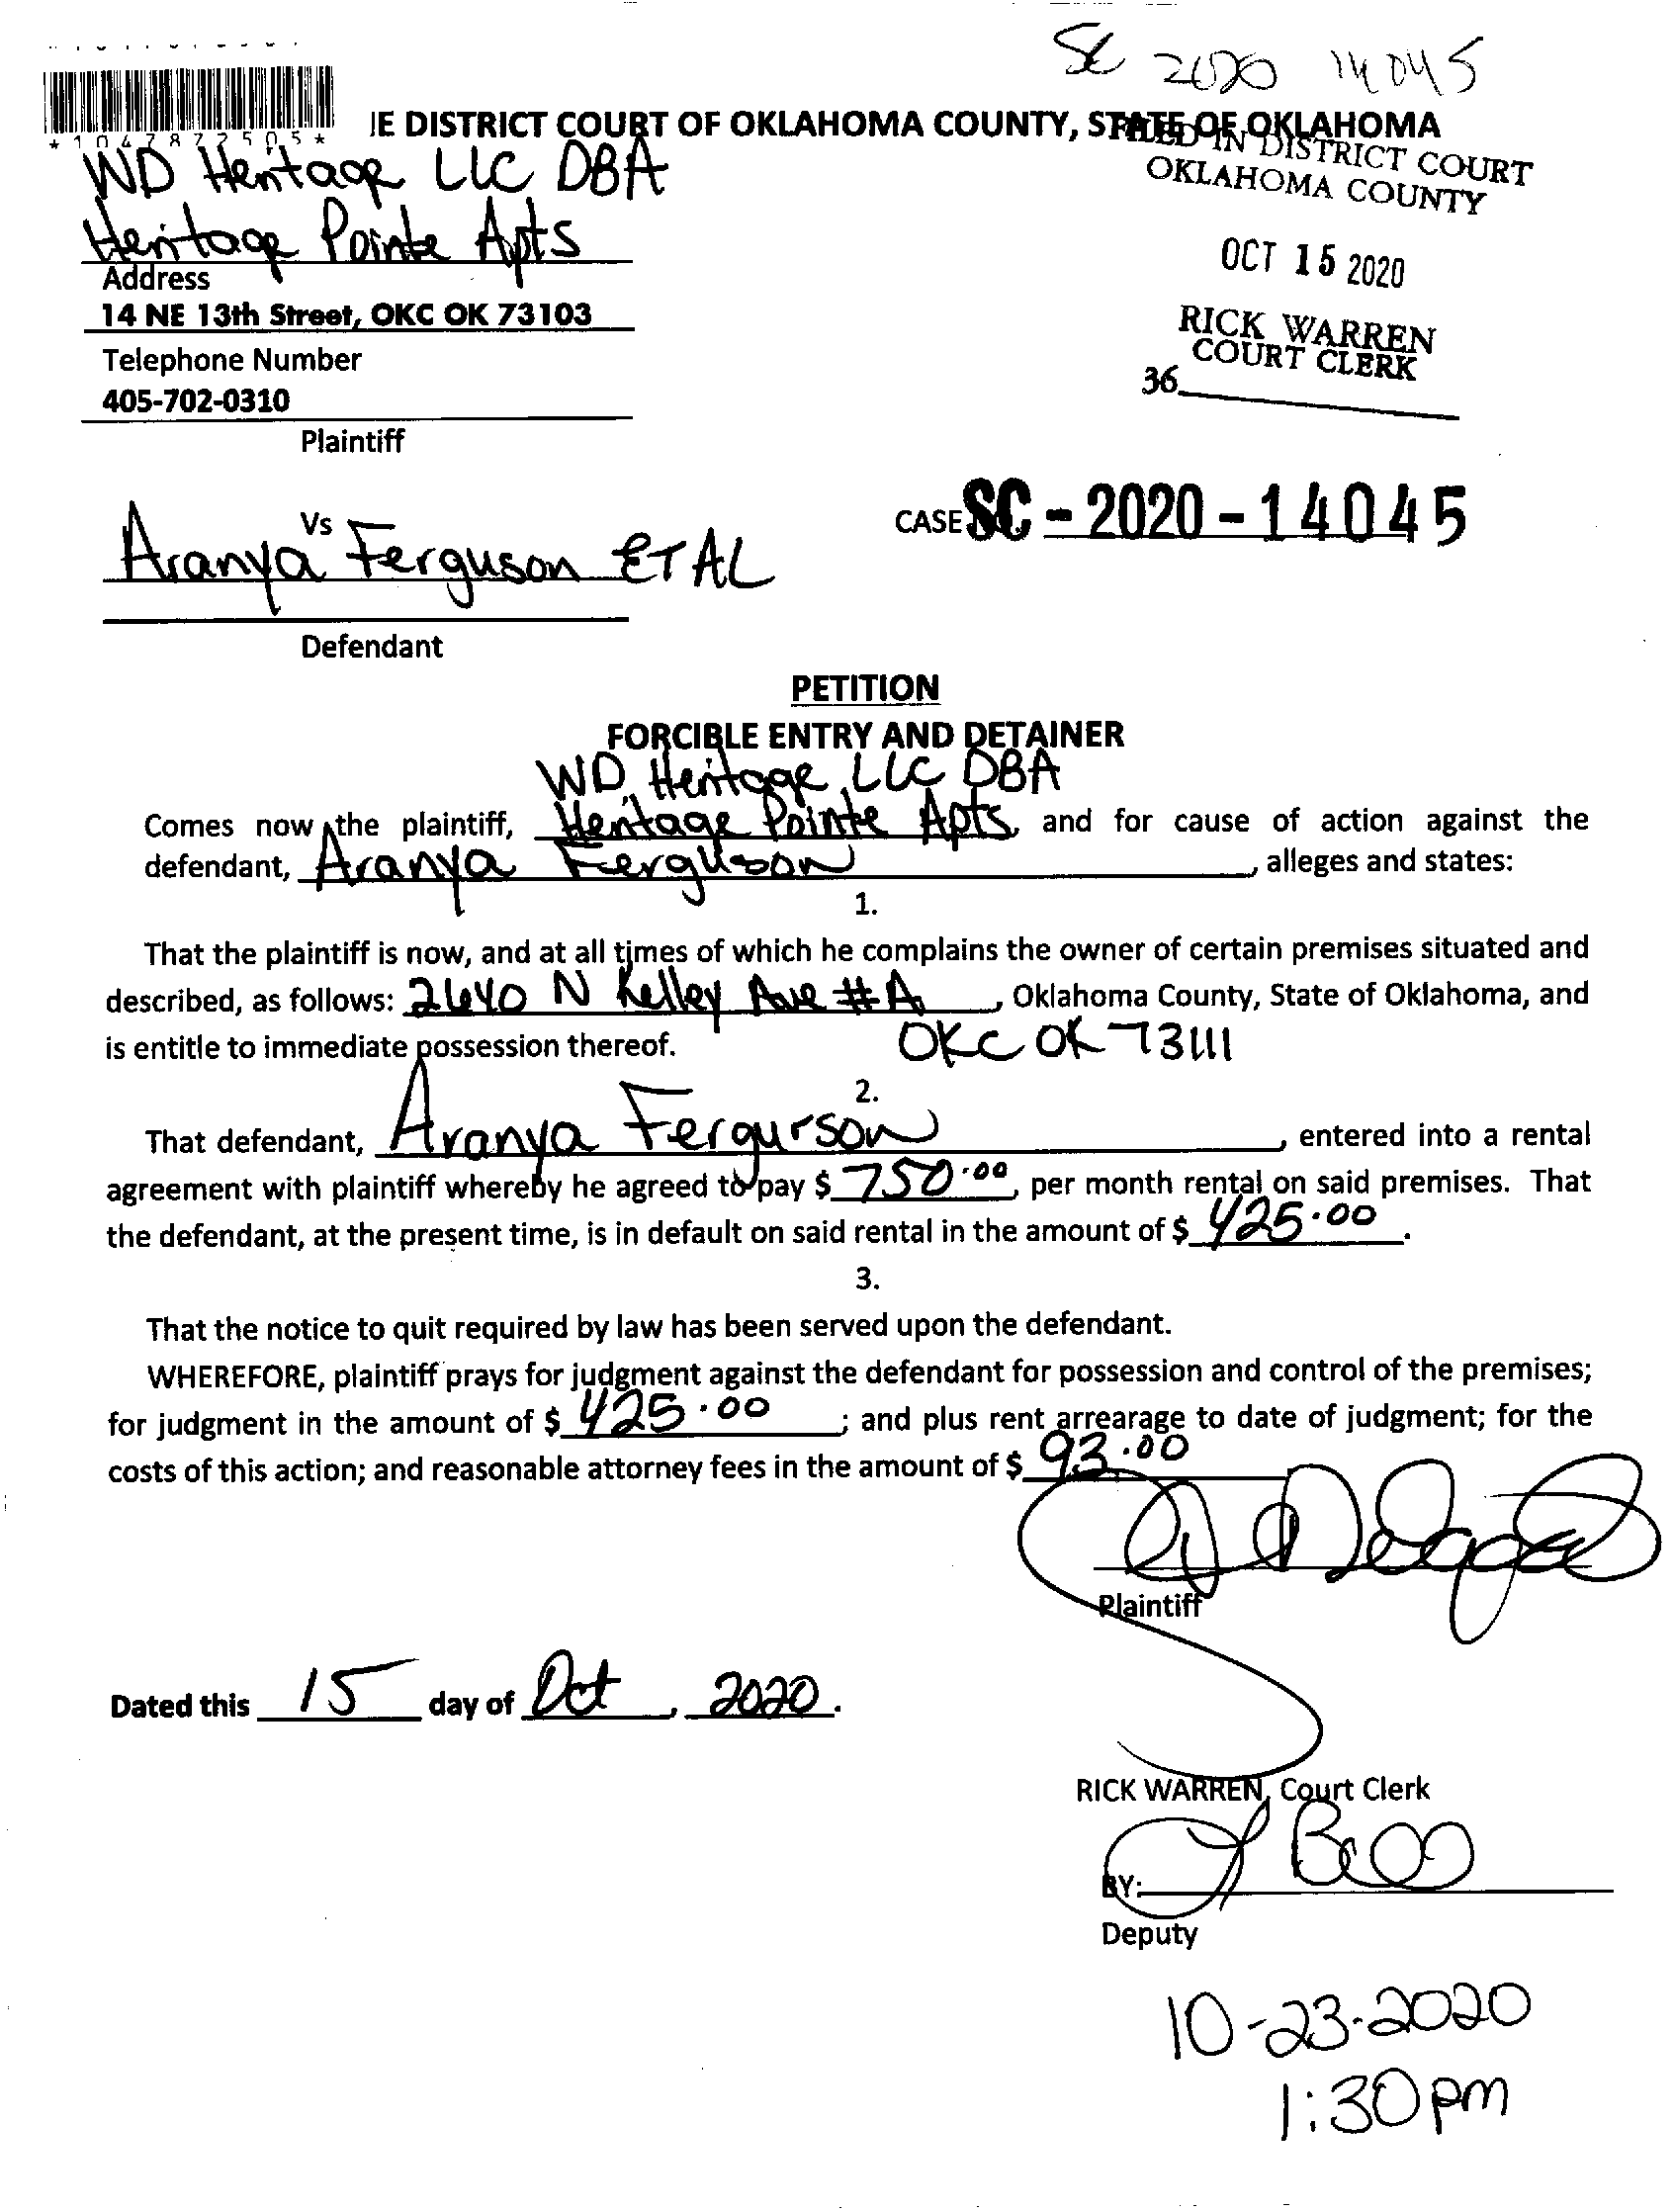 SC 2020 14045
*1047872505*
IE DISTRICT COURT OF OKLAHOMA COUNTY, STATE OF OKLAHOMA
FILED IN DISTRICT COURT
OKLAHOMA COUNTY
OCT 15 2020
RICK WARREN
COURT CLERK
36
WD Heritage LLC DBA
Heritage Pointe Apts
Address
14 NE 13th Street, OKC OK 73103
Telephone Number
405-702-0310
Plaintiff
Vs
CASE SC - 2020 - 14045
Aranya Ferguson ET AL
Defendant
PETITION
FORCIBLE ENTRY AND DETAINER
WD Heritage LLC DBA
Comes now the plaintiff, Heritage Pointe Apts, and for cause of action against the
defendant, Aranya Ferguson, alleges and states:
1.
That the plaintiff is now, and at all times of which he complains the owner of certain premises situated and
described, as follows: 2640 N Kelley Ave #A, Oklahoma County, State of Oklahoma, and
is entitle to immediate possession thereof. OKC OK 73111
2.
That defendant, Aranya Fergurson, entered into a rental
agreement with plaintiff whereby he agreed to pay $ 750.00, per month rental on said premises. That
the defendant, at the present time, is in default on said rental in the amount of $ 425.00.
3.
That the notice to quit required by law has been served upon the defendant.
WHEREFORE, plaintiff prays for judgment against the defendant for possession and control of the premises;
for judgment in the amount of $ 425.00; and plus rent arrearage to date of judgment; for the
costs of this action; and reasonable attorney fees in the amount of $ 93.00
Plaintiff
Dated this 15 day of Oct, 2020.
RICK WARREN, Court Clerk
BY:
Deputy
10-23-2020
1:30pm